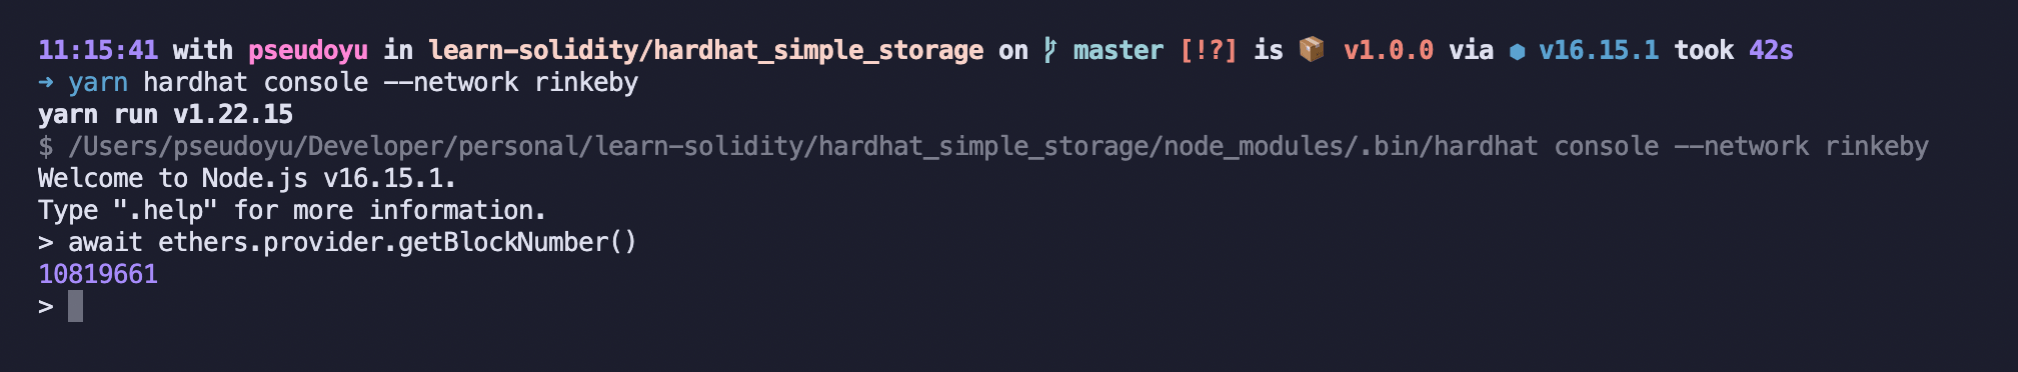 11:15:41 with pseudoyu in learn-solidity/hardhat_simple_storage on master [!?] is 📦 v1.0.0 via ⬢ v16.15.1 took 42s
➜ yarn hardhat console --network rinkeby
yarn run v1.22.15
$ /Users/pseudoyu/Developer/personal/learn-solidity/hardhat_simple_storage/node_modules/.bin/hardhat console --network rinkeby
Welcome to Node.js v16.15.1.
Type ".help" for more information.
> await ethers.provider.getBlockNumber()
10819661
>